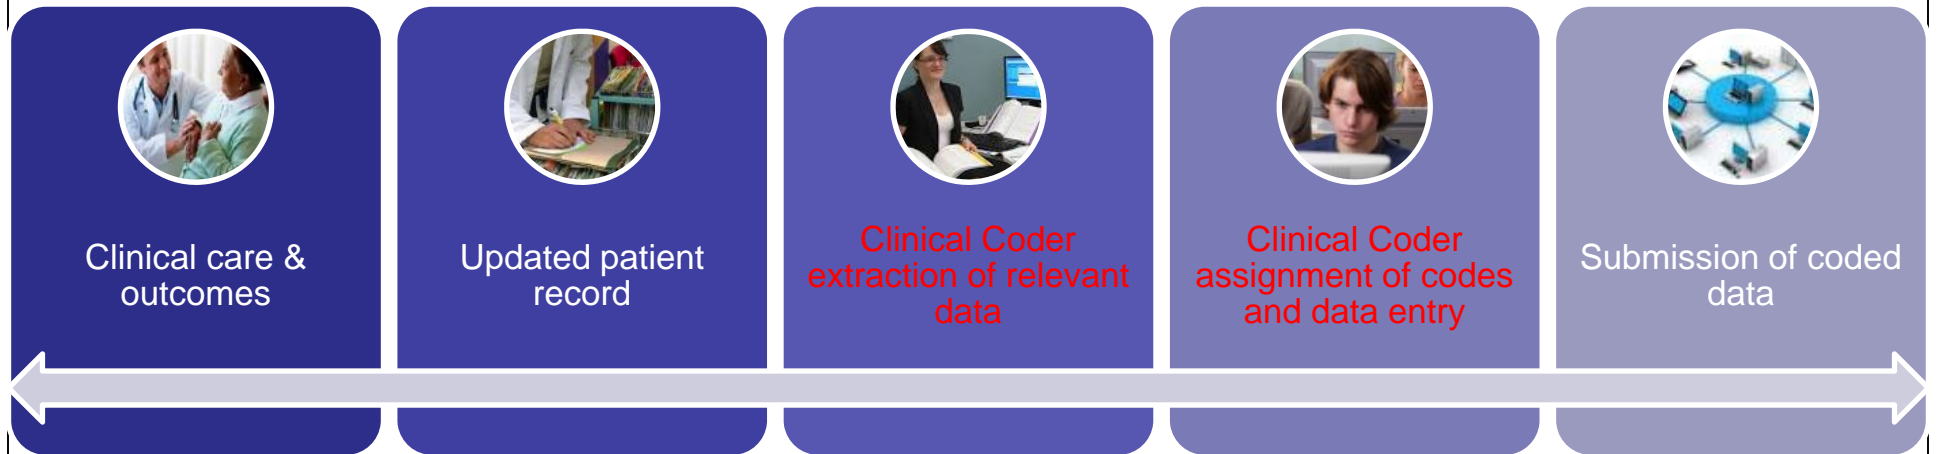 Clinical care &
outcomes
Updated patient
record
Clinical Coder
extraction of relevant
data
Clinical Coder
assignment of codes
and data entry
Submission of coded
data